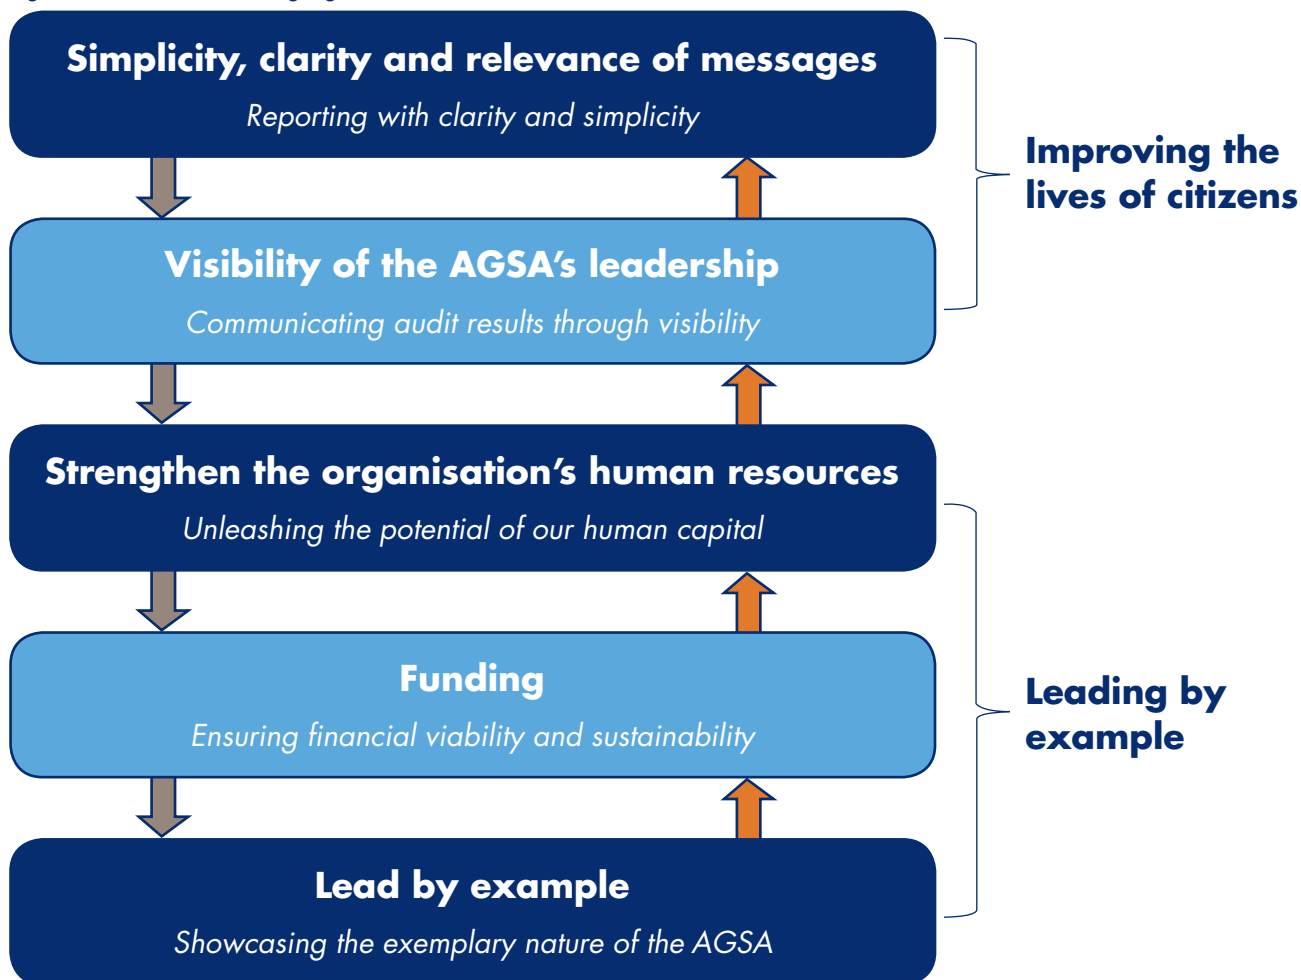 Simplicity, clarity and relevance of messages
Reporting with clarity and simplicity
Improving the
lives of citizens
Visibility of the AGSA’s leadership
Communicating audit results through visibility
Strengthen the organisation’s human resources
Unleashing the potential of our human capital
Funding
Ensuring financial viability and sustainability
Leading by
example
Lead by example
Showcasing the exemplary nature of the AGSA